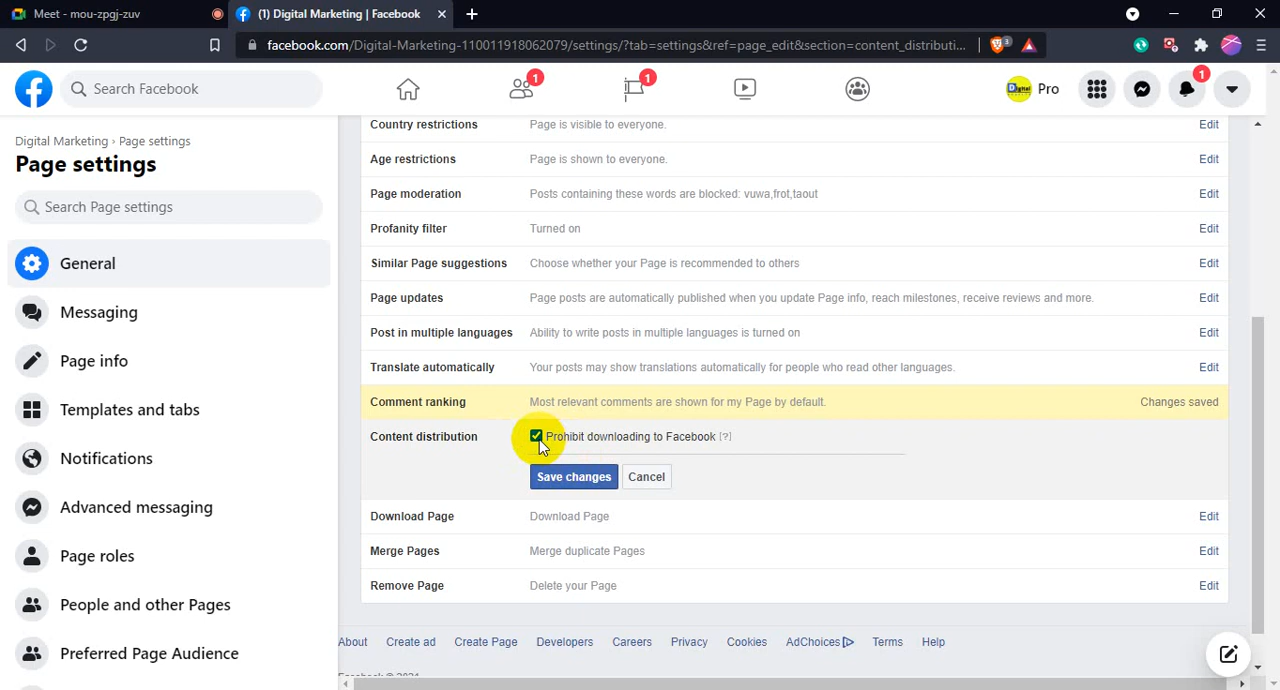 Meet - mou-zpgj-zuv
(1) Digital Marketing | Facebook
facebook.com/Digital-Marketing-110011918062079/settings/?tab=settings&ref=page_edit&section=content_distributi...
3
Search Facebook
1
1
Pro
1
Digital Marketing › Page settings
Page settings
Search Page settings
General
Messaging
Page info
Templates and tabs
Notifications
Advanced messaging
Page roles
People and other Pages
Preferred Page Audience
Country restrictions Page is visible to everyone. Edit
Age restrictions Page is shown to everyone. Edit
Page moderation Posts containing these words are blocked: vuwa,frot,taout Edit
Profanity filter Turned on Edit
Similar Page suggestions Choose whether your Page is recommended to others Edit
Page updates Page posts are automatically published when you update Page info, reach milestones, receive reviews and more. Edit
Post in multiple languages Ability to write posts in multiple languages is turned on Edit
Translate automatically Your posts may show translations automatically for people who read other languages. Edit
Comment ranking Most relevant comments are shown for my Page by default. Changes saved
Content distribution Prohibit downloading to Facebook [?]
Save changes Cancel
Download Page Download Page Edit
Merge Pages Merge duplicate Pages Edit
Remove Page Delete your Page Edit
About Create ad Create Page Developers Careers Privacy Cookies AdChoices Terms Help